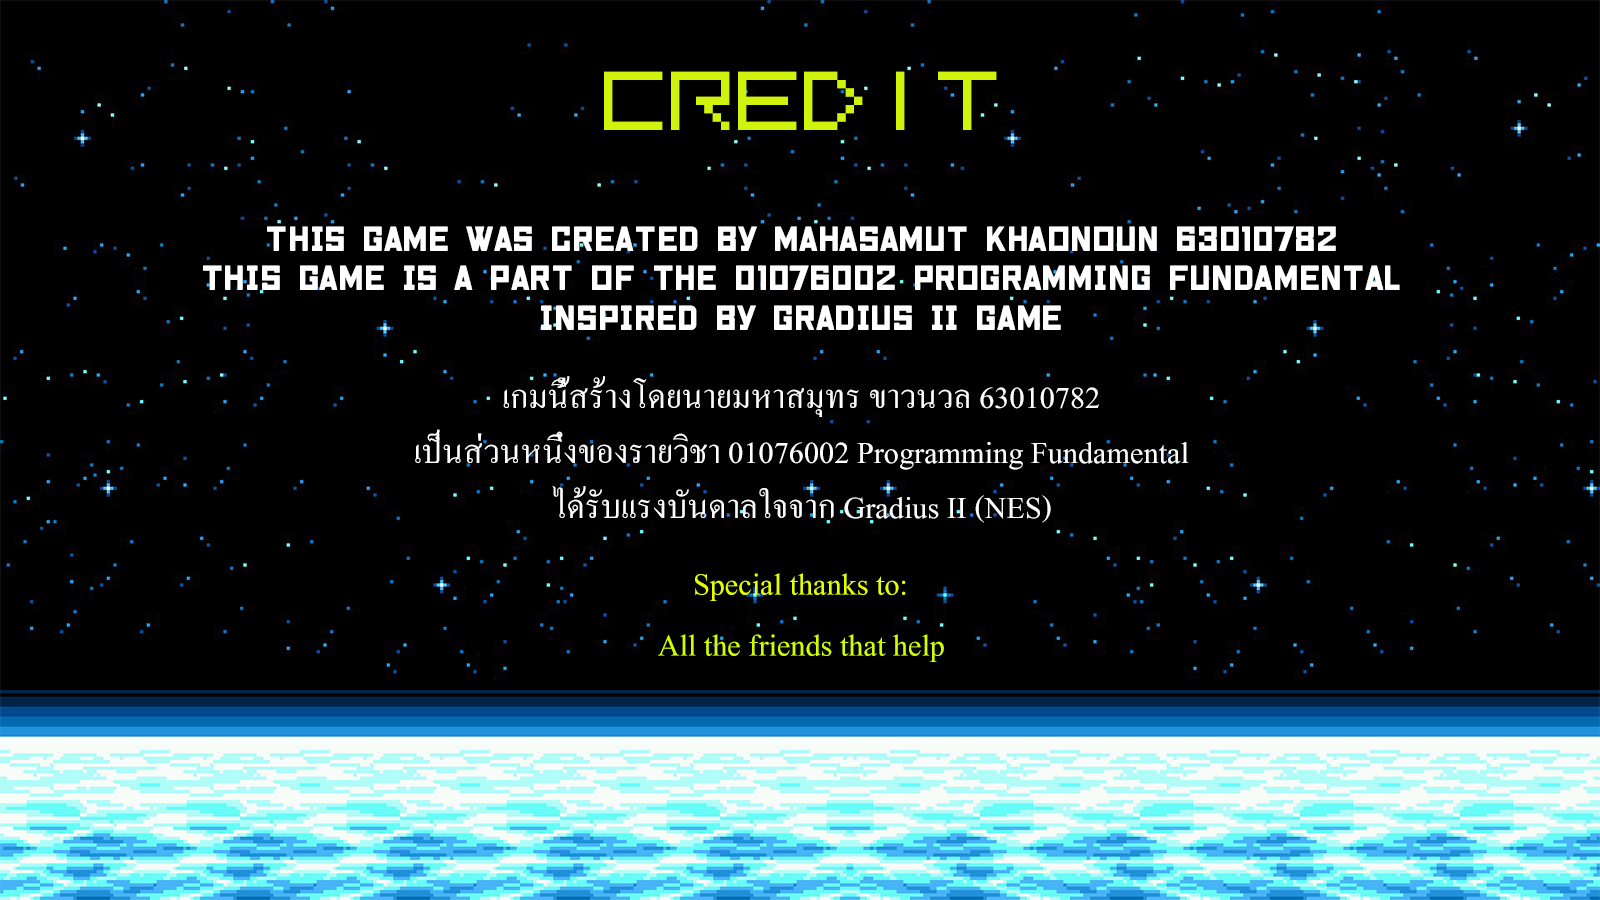 CREDIT
THIS GAME WAS CREATED BY MAHASAMUT KHAONOUN 63010782
THIS GAME IS A PART OF THE 01076002 PROGRAMMING FUNDAMENTAL
INSPIRED BY GRADIUS II GAME
เกมนี้สร้างโดยนายมหาสมุทร ขาวนวล 63010782
เป็นส่วนหนึ่งของรายวิชา 01076002 Programming Fundamental
ได้รับแรงบันดาลใจจาก Gradius II (NES)
Special thanks to:
All the friends that help